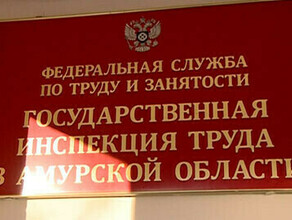 ФЕДЕРАЛЬНАЯ СЛУЖБА
ПО ТРУДУ И ЗАНЯТОСТИ
ГОСУДАРСТВЕННАЯ
ИНСПЕКЦИЯ ТРУДА
В АМУРСКОЙ ОБЛАСТИ